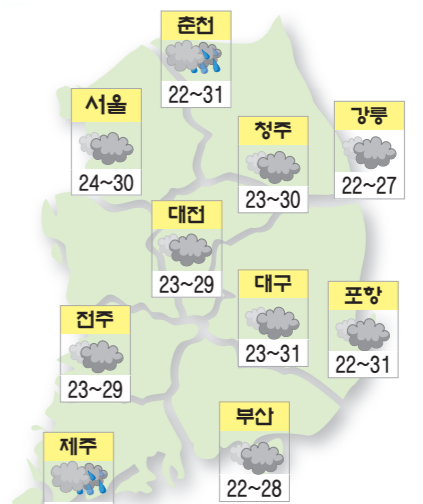 춘천
22~31
서울
24~30
강릉
22~27
청주
23~30
대전
23~29
대구
23~31
포항
22~31
전주
23~29
부산
22~28
제주